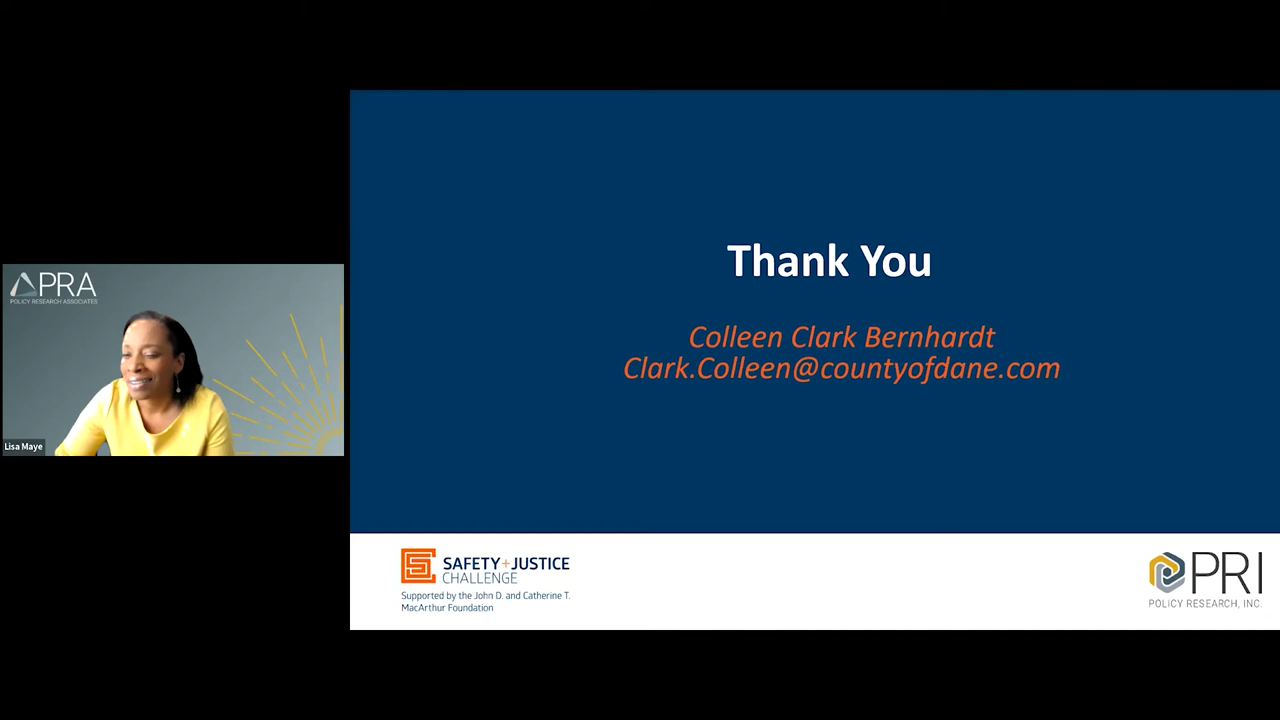 PRA
POLICY RESEARCH ASSOCIATES
Lisa Maye
Thank You
Colleen Clark Bernhardt
Clark.Colleen@countyofdane.com
SAFETY+JUSTICE
CHALLENGE
Supported by the John D. and Catherine T.
MacArthur Foundation
PRI
POLICY RESEARCH, INC.